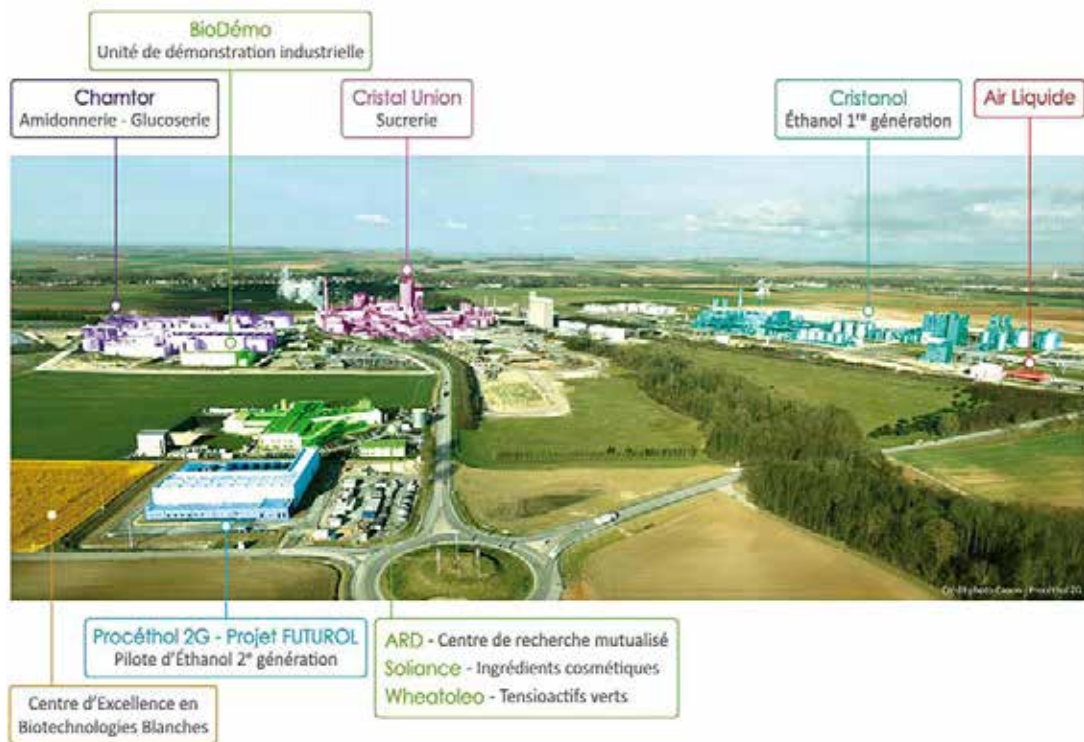 BioDémo
Unité de démonstration industrielle
Chamtor
Amidonnerie - Glucoserie
Cristal Union
Sucrerie
Cristanol
Éthanol 1re génération
Air Liquide
Procéthol 2G - Projet FUTUROL
Pilote d'Éthanol 2e génération
ARD - Centre de recherche mutualisé
Soliance - Ingrédients cosmétiques
Wheatoleo - Tensioactifs verts
Centre d'Excellence en
Biotechnologies Blanches
Procéthol 2G